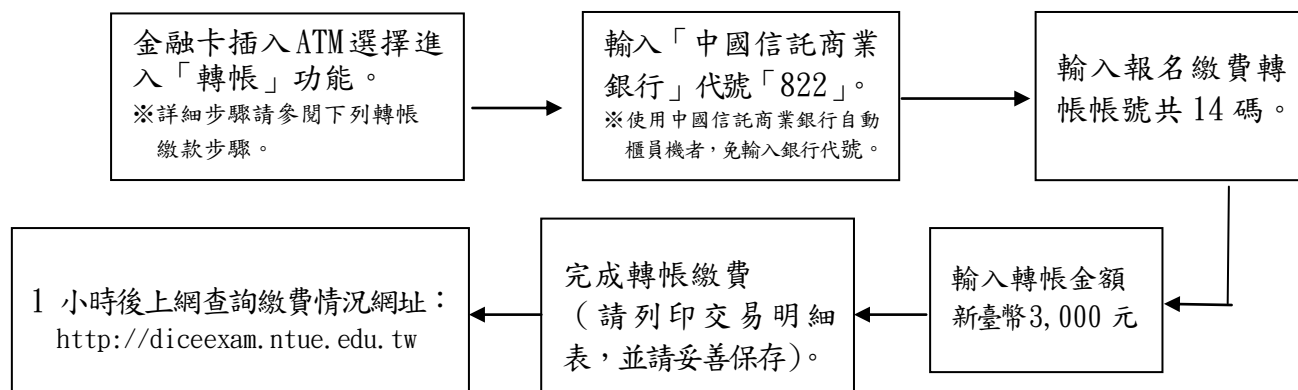 金融卡插入ATM選擇進
入「轉帳」功能。
※詳細步驟請參閱下列轉帳
繳款步驟。
輸入「中國信託商業
銀行」代號「822」。
※使用中國信託商業銀行自動
櫃員機者,免輸入銀行代號。
輸入報名繳費轉
帳帳號共 14 碼。
輸入轉帳金額
新臺幣3,000 元
完成轉帳繳費
(請列印交易明細
表,並請妥善保存)。
1 小時後上網查詢繳費情況網址:
http://diceexam.ntue.edu.tw